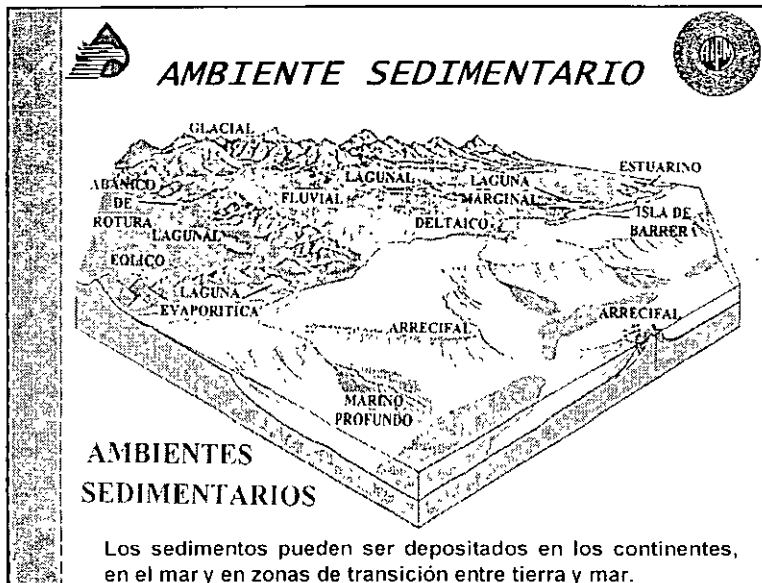 AMBIENTE SEDIMENTARIO
GLACIAL
ESTUARINO
LAGUNAL
LAGUNA
MARGINAL
ABANICO
DE
ROTURA
FLUVIAL
ISLA DE
BARRERA
DELTAICO
LAGUNAL
EOLICO
LAGUNA
EVAPORITICA
ARRECIFAL
ARRECIFAL
MARINO
PROFUNDO
AMBIENTES
SEDIMENTARIOS
Los sedimentos pueden ser depositados en los continentes,
en el mar y en zonas de transición entre tierra y mar.